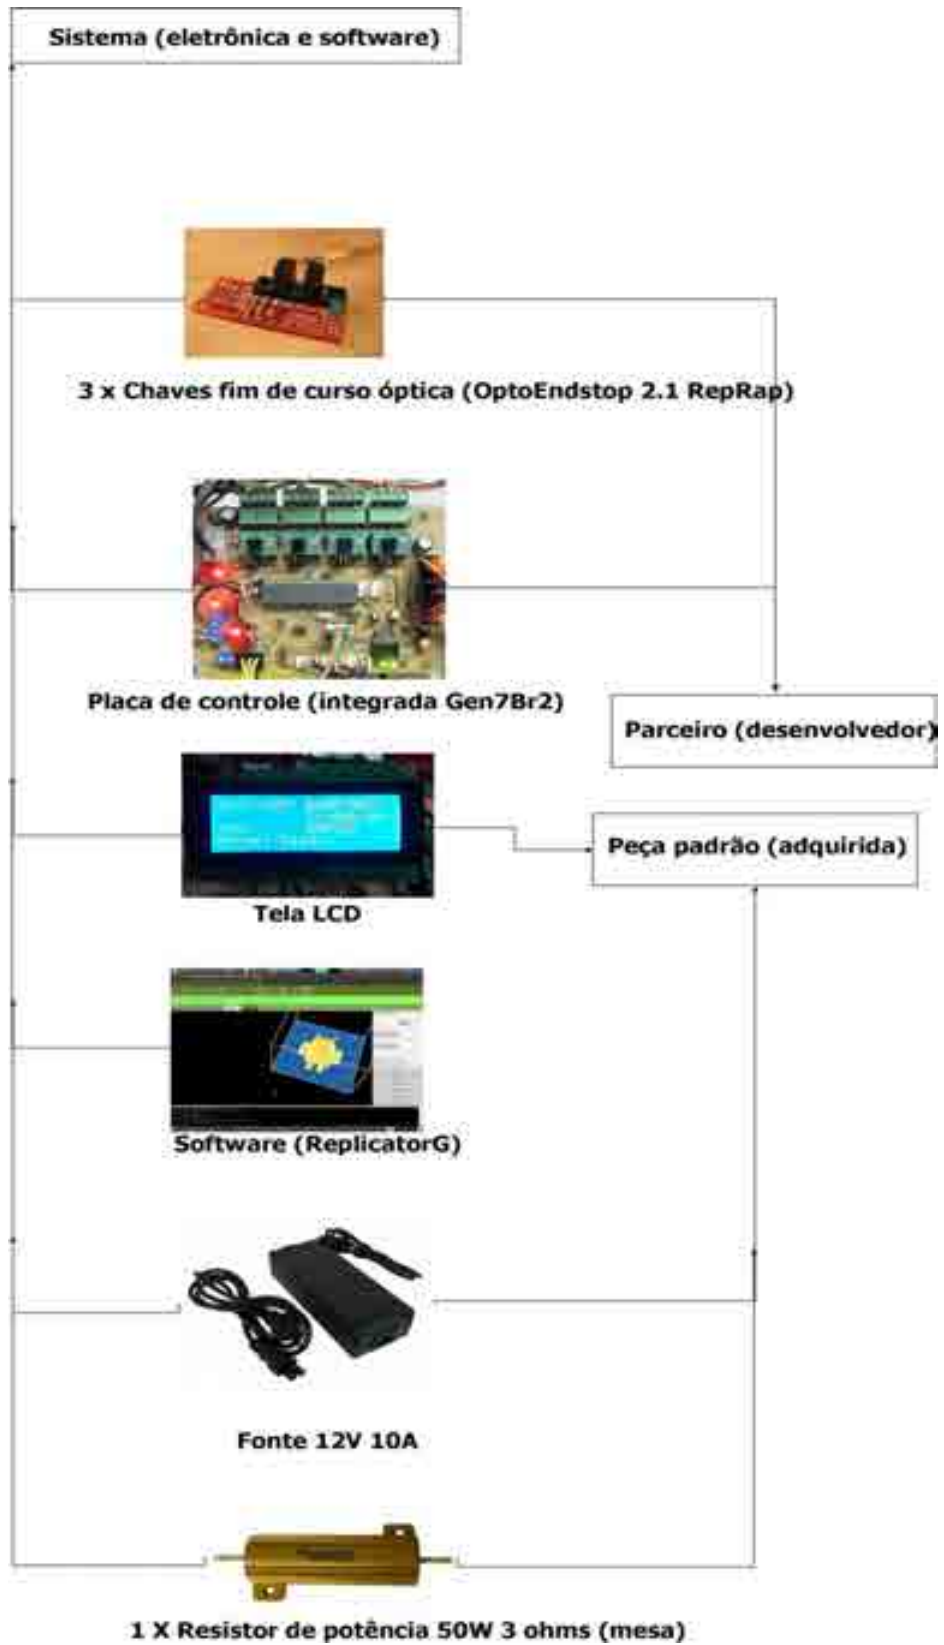 Sistema (eletrônica e software)
3 x Chaves fim de curso óptica (OptoEndstop 2.1 RepRap)
Placa de controle (integrada Gen7Br2)
Parceiro (desenvolvedor)
Peça padrão (adquirida)
Tela LCD
Software (ReplicatorG)
Fonte 12V 10A
1 X Resistor de potência 50W 3 ohms (mesa)